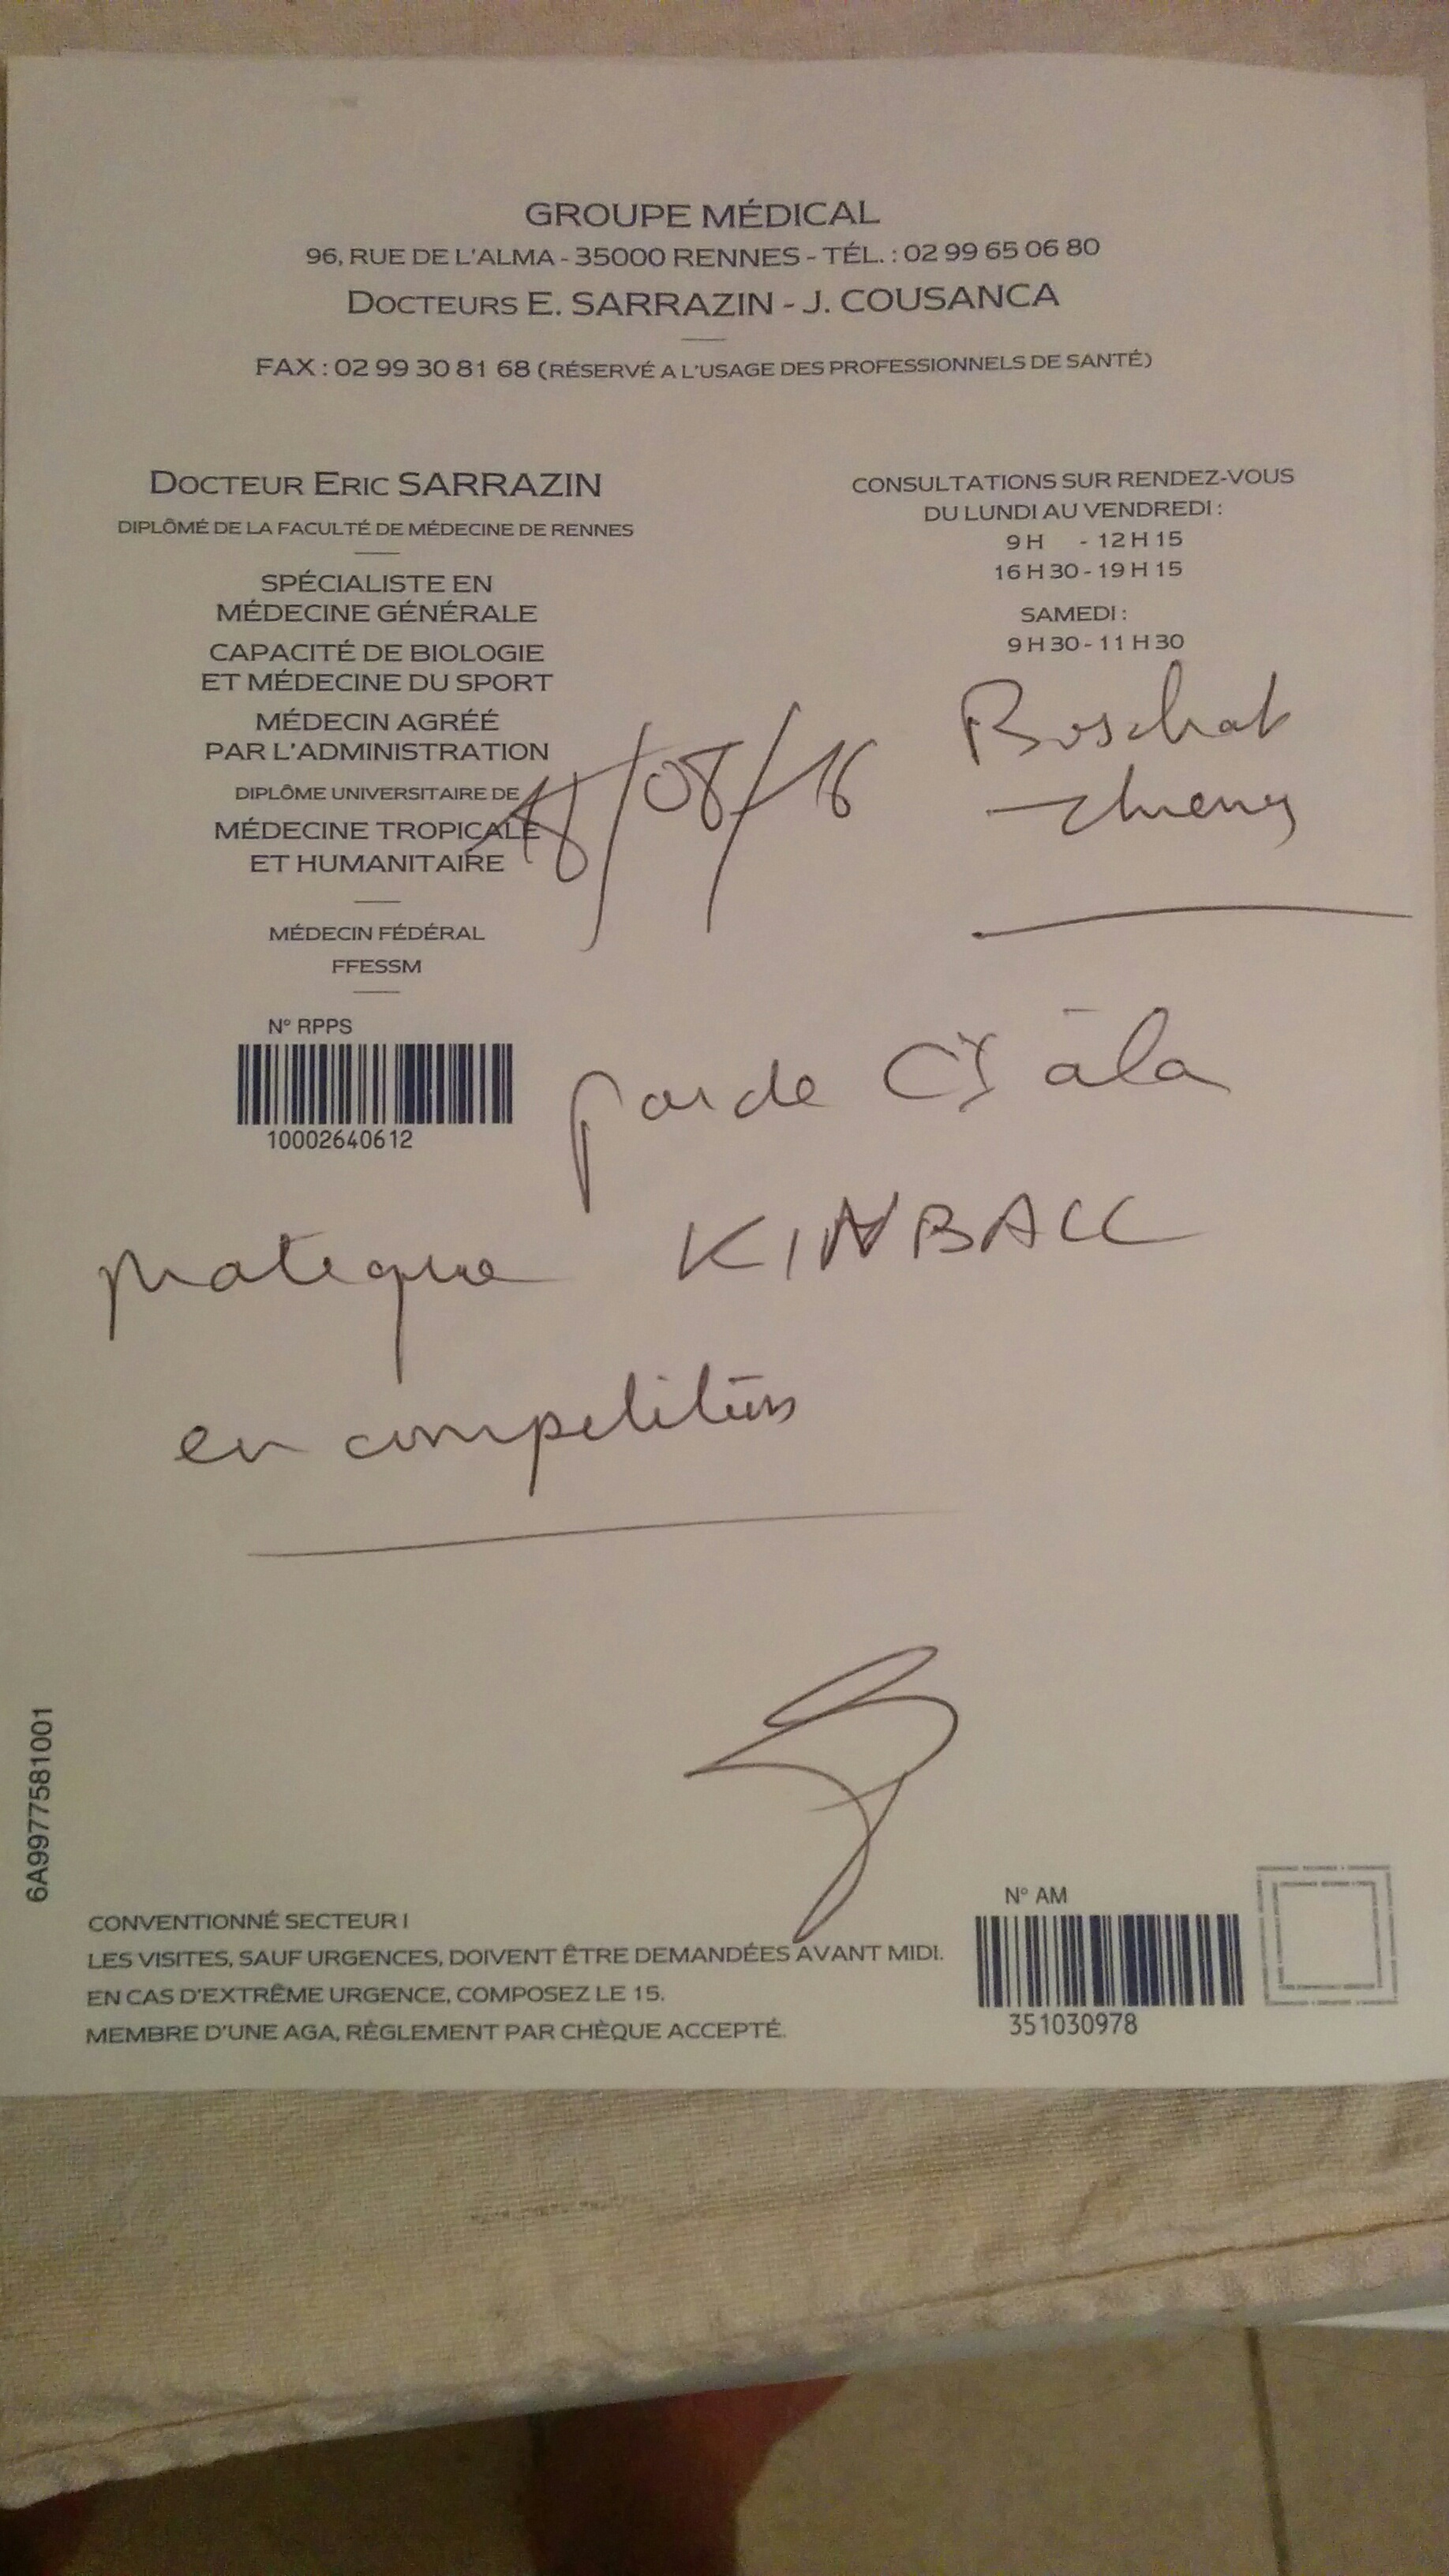 GROUPE MÉDICAL
96, RUE DE L'ALMA - 35000 RENNES - TÉL. : 02 99 65 06 80
DOCTEURS E. SARRAZIN - J. COUSANCA
FAX : 02 99 30 81 68 (RÉSERVÉ A L'USAGE DES PROFESSIONNELS DE SANTÉ)
DOCTEUR ERIC SARRAZIN
DIPLÔMÉ DE LA FACULTÉ DE MÉDECINE DE RENNES
SPÉCIALISTE EN
MÉDECINE GÉNÉRALE
CAPACITÉ DE BIOLOGIE
ET MÉDECINE DU SPORT
MÉDECIN AGRÉÉ
PAR L'ADMINISTRATION
DIPLÔME UNIVERSITAIRE DE
MÉDECINE TROPICALE
ET HUMANITAIRE
MÉDECIN FÉDÉRAL
FFESSM
N° RPPS
10002640612
CONSULTATIONS SUR RENDEZ-VOUS
DU LUNDI AU VENDREDI :
9 H - 12 H 15
16 H 30 - 19 H 15
SAMEDI :
9 H 30 - 11 H 30
/08/16
Boschat
de CI à la
pratique KINBALL
en compétition
6A9977581001
CONVENTIONNÉ SECTEUR I
LES VISITES, SAUF URGENCES, DOIVENT ÊTRE DEMANDÉES AVANT MIDI.
EN CAS D'EXTRÊME URGENCE, COMPOSEZ LE 15.
MEMBRE D'UNE AGA, RÈGLEMENT PAR CHÈQUE ACCEPTÉ.
N° AM
351030978